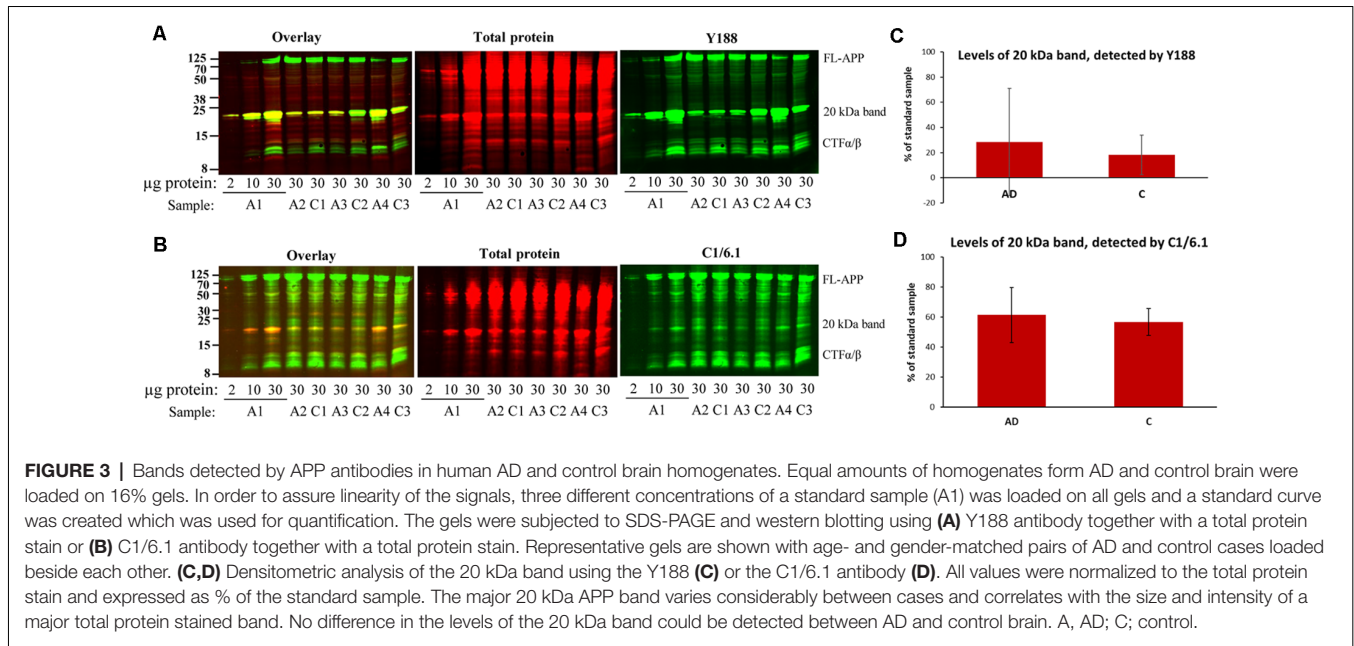 A
Overlay Total protein Y188
125
70
50
38
25
15
8
FL-APP
20 kDa band
CTFα/β
µg protein: 2 10 30 30 30 30 30 30 30 2 10 30 30 30 30 30 30 30 2 10 30 30 30 30 30 30 30
Sample: A1 A2 C1 A3 C2 A4 C3 A1 A2 C1 A3 C2 A4 C3 A1 A2 C1 A3 C2 A4 C3
B
Overlay Total protein C1/6.1
125
70
50
30
25
15
8
FL-APP
20 kDa band
CTFα/β
µg protein: 2 10 30 30 30 30 30 30 30 2 10 30 30 30 30 30 30 30 2 10 30 30 30 30 30 30 30
Sample: A1 A2 C1 A3 C2 A4 C3 A1 A2 C1 A3 C2 A4 C3 A1 A2 C1 A3 C2 A4 C3
C
Levels of 20 kDa band, detected by Y188
% of standard sample
100
80
60
40
20
0
-20
AD C
D
Levels of 20 kDa band, detected by C1/6.1
% of standard sample
100
80
60
40
20
0
AD C
FIGURE 3 | Bands detected by APP antibodies in human AD and control brain homogenates. Equal amounts of homogenates form AD and control brain were
loaded on 16% gels. In order to assure linearity of the signals, three different concentrations of a standard sample (A1) was loaded on all gels and a standard curve
was created which was used for quantification. The gels were subjected to SDS-PAGE and western blotting using (A) Y188 antibody together with a total protein
stain or (B) C1/6.1 antibody together with a total protein stain. Representative gels are shown with age- and gender-matched pairs of AD and control cases loaded
beside each other. (C,D) Densitometric analysis of the 20 kDa band using the Y188 (C) or the C1/6.1 antibody (D). All values were normalized to the total protein
stain and expressed as % of the standard sample. The major 20 kDa APP band varies considerably between cases and correlates with the size and intensity of a
major total protein stained band. No difference in the levels of the 20 kDa band could be detected between AD and control brain. A, AD; C; control.